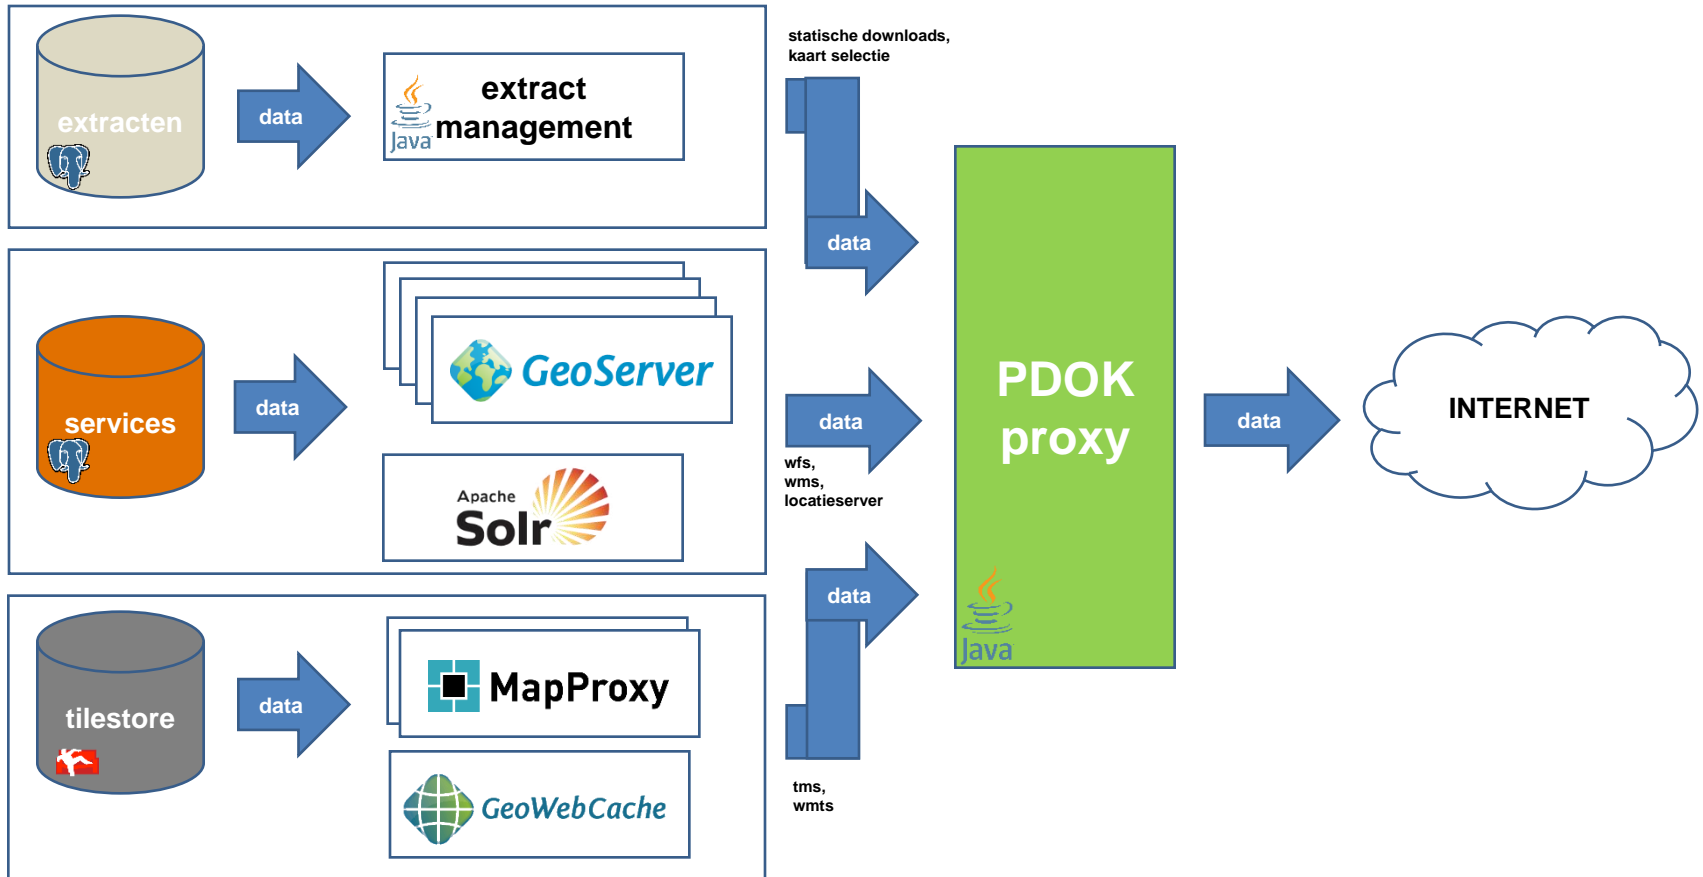 statische downloads,
kaart selectie
extracten
data
Java
extract
management
data
services
data
GeoServer
Apache
Solr
data
wfs,
wms,
locatieserver
PDOK
proxy
Java
data
INTERNET
tilestore
data
MapProxy
GeoWebCache
data
tms,
wmts